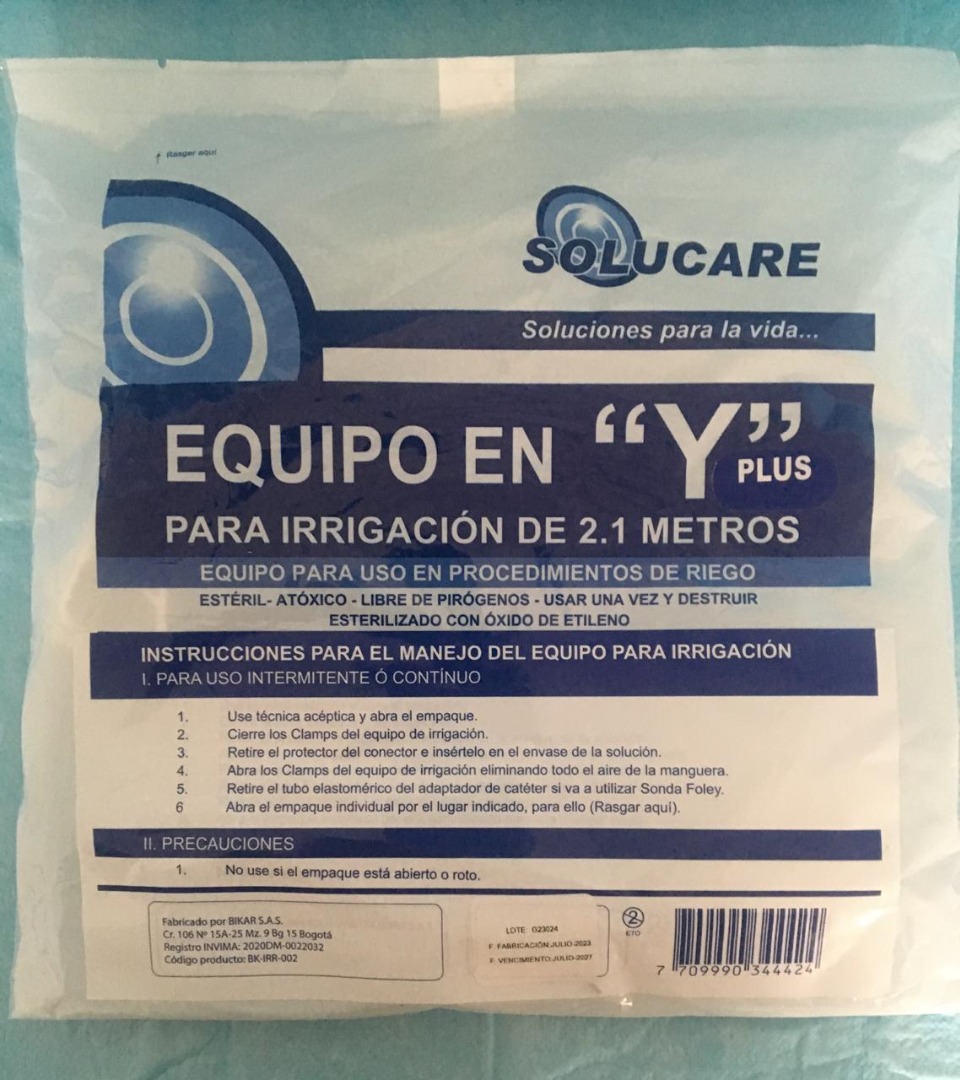 Rasgar aquí
SOLUCARE
Soluciones para la vida...
EQUIPO EN “Y” PLUS
PARA IRRIGACIÓN DE 2.1 METROS
EQUIPO PARA USO EN PROCEDIMIENTOS DE RIEGO
ESTÉRIL- ATÓXICO - LIBRE DE PIRÓGENOS - USAR UNA VEZ Y DESTRUIR
ESTERILIZADO CON ÓXIDO DE ETILENO
INSTRUCCIONES PARA EL MANEJO DEL EQUIPO PARA IRRIGACIÓN
I. PARA USO INTERMITENTE Ó CONTÍNUO
1. Use técnica acéptica y abra el empaque.
2. Cierre los Clamps del equipo de irrigación.
3. Retire el protector del conector e insértelo en el envase de la solución.
4. Abra los Clamps del equipo de irrigación eliminando todo el aire de la manguera.
5. Retire el tubo elastomérico del adaptador de catéter si va a utilizar Sonda Foley.
6 Abra el empaque individual por el lugar indicado, para ello (Rasgar aquí).
II. PRECAUCIONES
1. No use si el empaque está abierto o roto.
Fabricado por BIKAR S.A.S.
Cr. 106 Nº 15A-25 Mz. 9 Bg 15 Bogotá
Registro INVIMA: 2020DM-0022032
Código producto: BK-IRR-002
LOTE: O23024
F. FABRICACIÓN:JULIO-2023
F. VENCIMIENTO:JULIO-2027
2
ETO
7 709990 344424